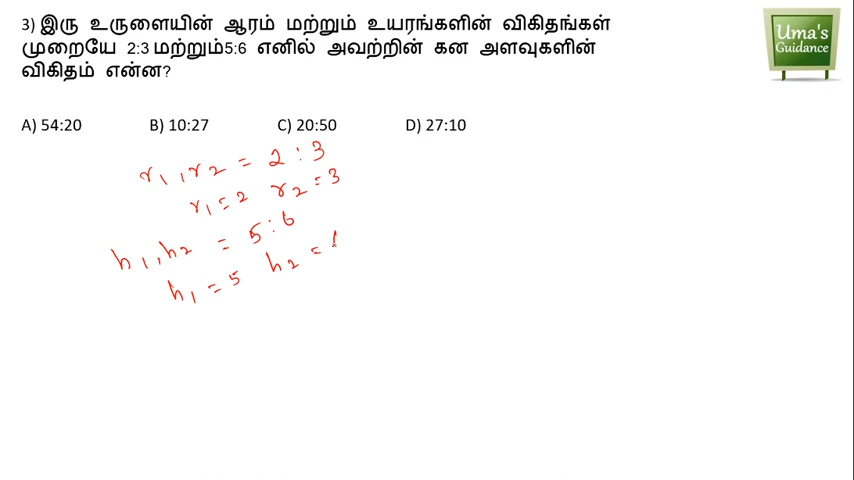 3) இரு உருளையின் ஆரம் மற்றும் உயரங்களின் விகிதங்கள்
முறையே 2:3 மற்றும்5:6 எனில் அவற்றின் கன அளவுகளின்
விகிதம் என்ன?
Uma's
Guidance
A) 54:20 B) 10:27 C) 20:50 D) 27:10
r1, r2 = 2 : 3
r1 = 2 r2 = 3
h1, h2 = 5 : 6
h1 = 5 h2 =